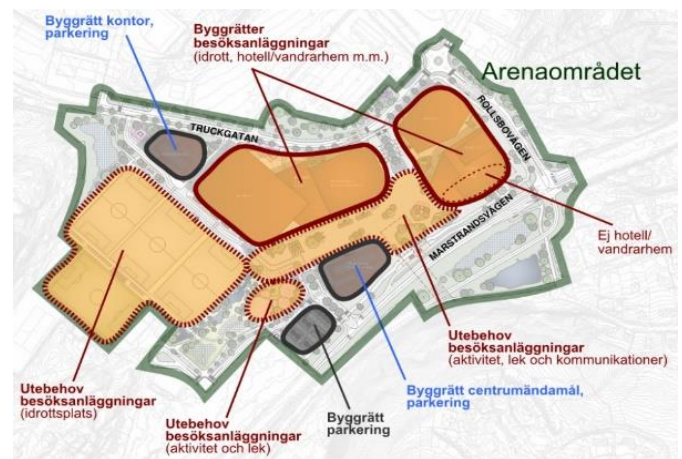 Byggrätt kontor,
parkering
Byggrätter
besöksanläggningar
(idrott, hotell/vandrarhem m.m.)
Arenaområdet
TRUCKGATAN
ROLLSBOVÄGEN
MARSTRANDSVÄGEN
Ej hotell/
vandrarhem
Utebehov
besöksanläggningar
(aktivitet, lek och kommunikationer)
Byggrätt centrumändamål,
parkering
Byggrätt
parkering
Utebehov
besöksanläggningar
(aktivitet och lek)
Utebehov
besöksanläggningar
(idrottsplats)